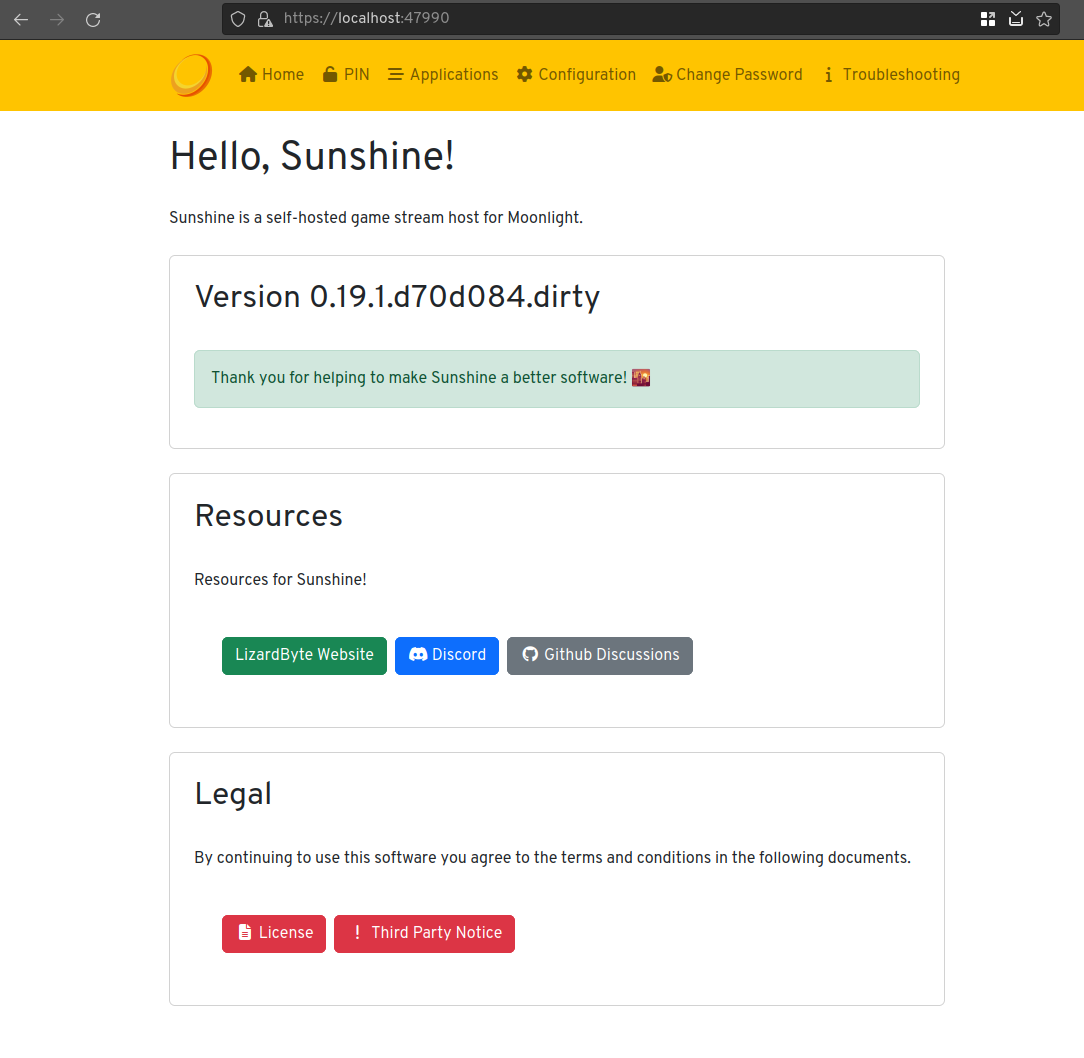 https://localhost:47990
Home PIN Applications Configuration Change Password Troubleshooting
Hello, Sunshine!
Sunshine is a self-hosted game stream host for Moonlight.
Version 0.19.1.d70d084.dirty
Thank you for helping to make Sunshine a better software! 🌇
Resources
Resources for Sunshine!
LizardByte Website Discord Github Discussions
Legal
By continuing to use this software you agree to the terms and conditions in the following documents.
License Third Party Notice